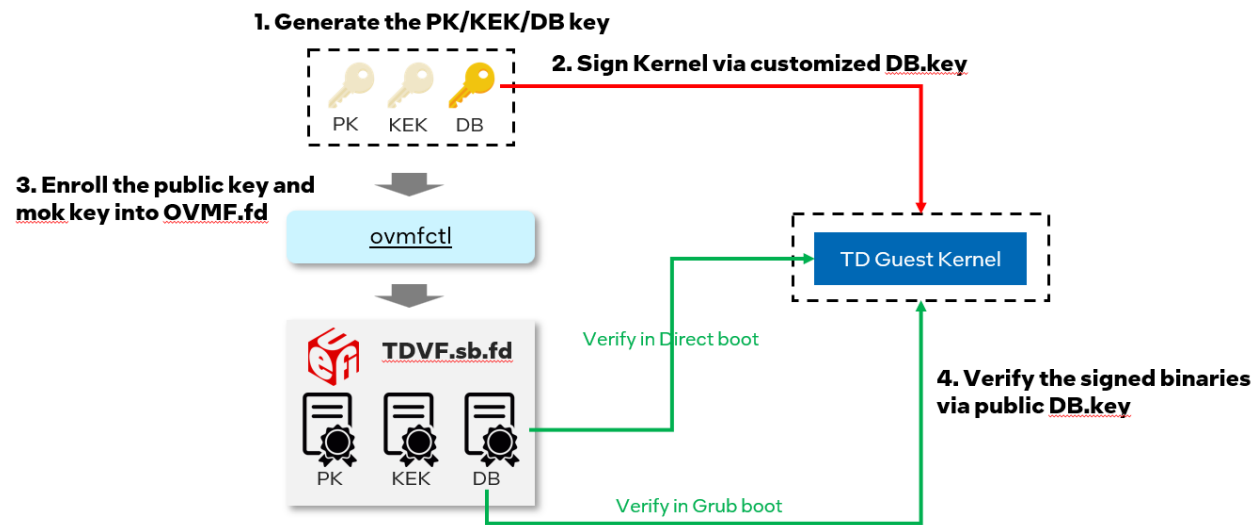 1. Generate the PK/KEK/DB key
2. Sign Kernel via customized DB.key
PK
KEK
DB
3. Enroll the public key and
mok key into OVMF.fd
ovmfctl
TD Guest Kernel
uefi
TDVF.sb.fd
Verify in Direct boot
4. Verify the signed binaries
via public DB.key
PK
KEK
DB
Verify in Grub boot